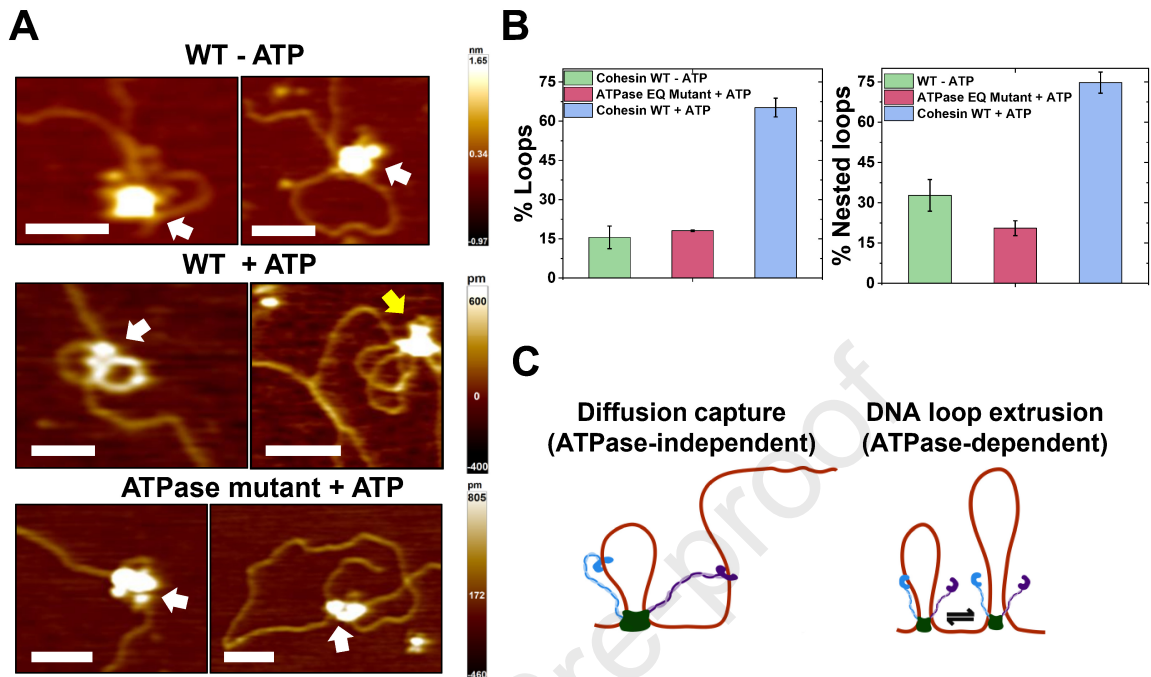 A
WT - ATP
nm
1.65
0.34
-0.97
WT + ATP
pm
600
0
-400
ATPase mutant + ATP
pm
805
172
-460
B
% Loops
75
60
45
30
15
0
Cohesin WT - ATP
ATPase EQ Mutant + ATP
Cohesin WT + ATP
% Nested loops
75
60
45
30
15
0
WT - ATP
ATPase EQ Mutant + ATP
Cohesin WT + ATP
C
Diffusion capture
(ATPase-independent)
DNA loop extrusion
(ATPase-dependent)
re-proof